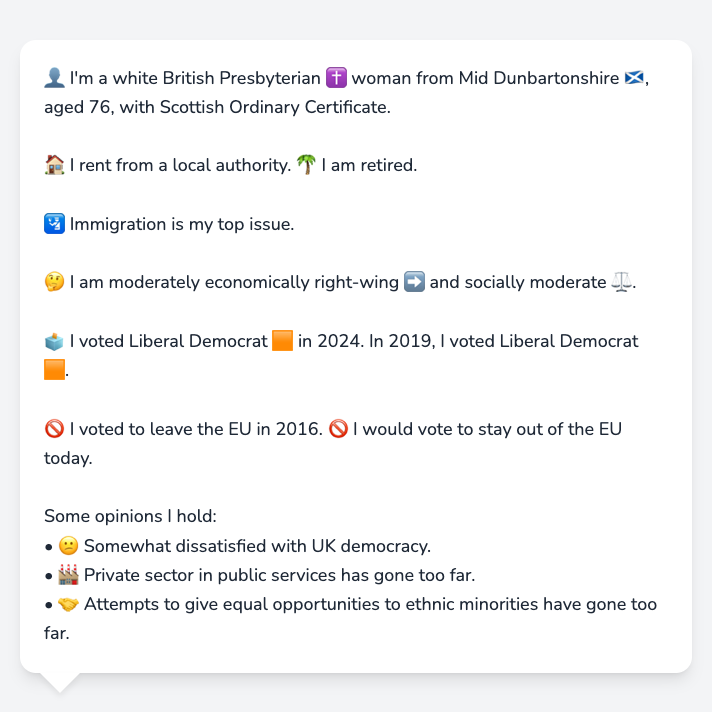 👤 I'm a white British Presbyterian ✝️ woman from Mid Dunbartonshire 🏴󠁧󠁢󠁳󠁣󠁴󠁿,
aged 76, with Scottish Ordinary Certificate.
🏠 I rent from a local authority. 🌴 I am retired.
🛂 Immigration is my top issue.
🤔 I am moderately economically right-wing ➡️ and socially moderate ⚖️.
🗳️ I voted Liberal Democrat 🟧 in 2024. In 2019, I voted Liberal Democrat
🟧.
🚫 I voted to leave the EU in 2016. 🚫 I would vote to stay out of the EU
today.
Some opinions I hold:
• 😕 Somewhat dissatisfied with UK democracy.
• 🏭 Private sector in public services has gone too far.
• 🤝 Attempts to give equal opportunities to ethnic minorities have gone too
far.